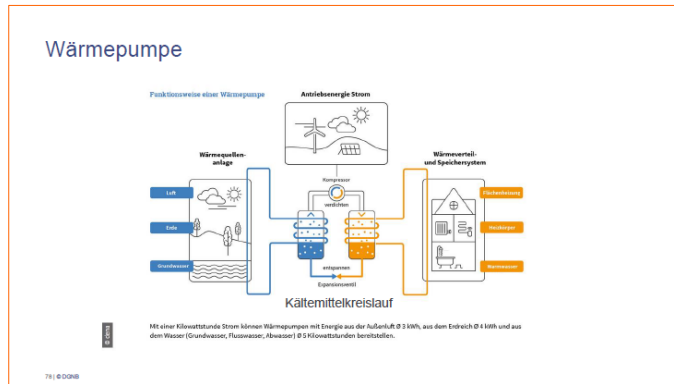 Wärmepumpe
Funktionsweise einer Wärmepumpe
Antriebsenergie Strom
Wärmequellen-
anlage
Wärmeverteil-
und Speichersystem
Kompressor
verdichten
Luft
Erde
Grundwasser
Flächenheizung
Heizkörper
Warmwasser
entspannen
Expansionsventil
Kältemittelkreislauf
Mit einer Kilowattstunde Strom können Wärmepumpen mit Energie aus der Außenluft Ø 3 kWh, aus dem Erdreich Ø 4 kWh und aus
dem Wasser (Grundwasser, Flusswasser, Abwasser) Ø 5 Kilowattstunden bereitstellen.
© dena
78 | © DGNB